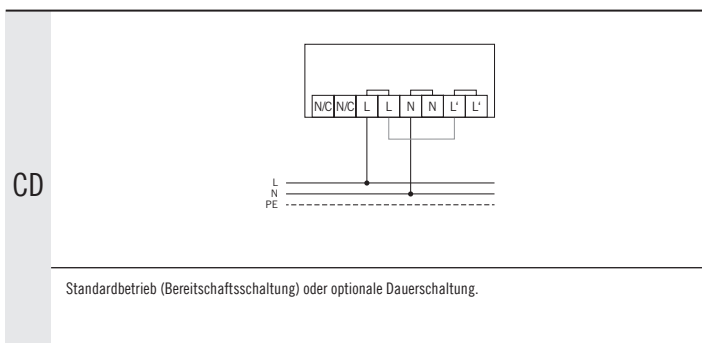 N/C N/C L L N N L‘ L‘
CD
L
N
PE
Standardbetrieb (Bereitschaftsschaltung) oder optionale Dauerschaltung.